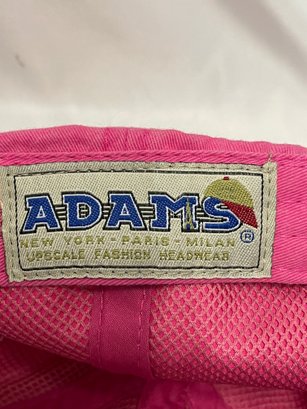 ADAMS ®
NEW YORK - PARIS - MILAN
UPSCALE FASHION HEADWEAR